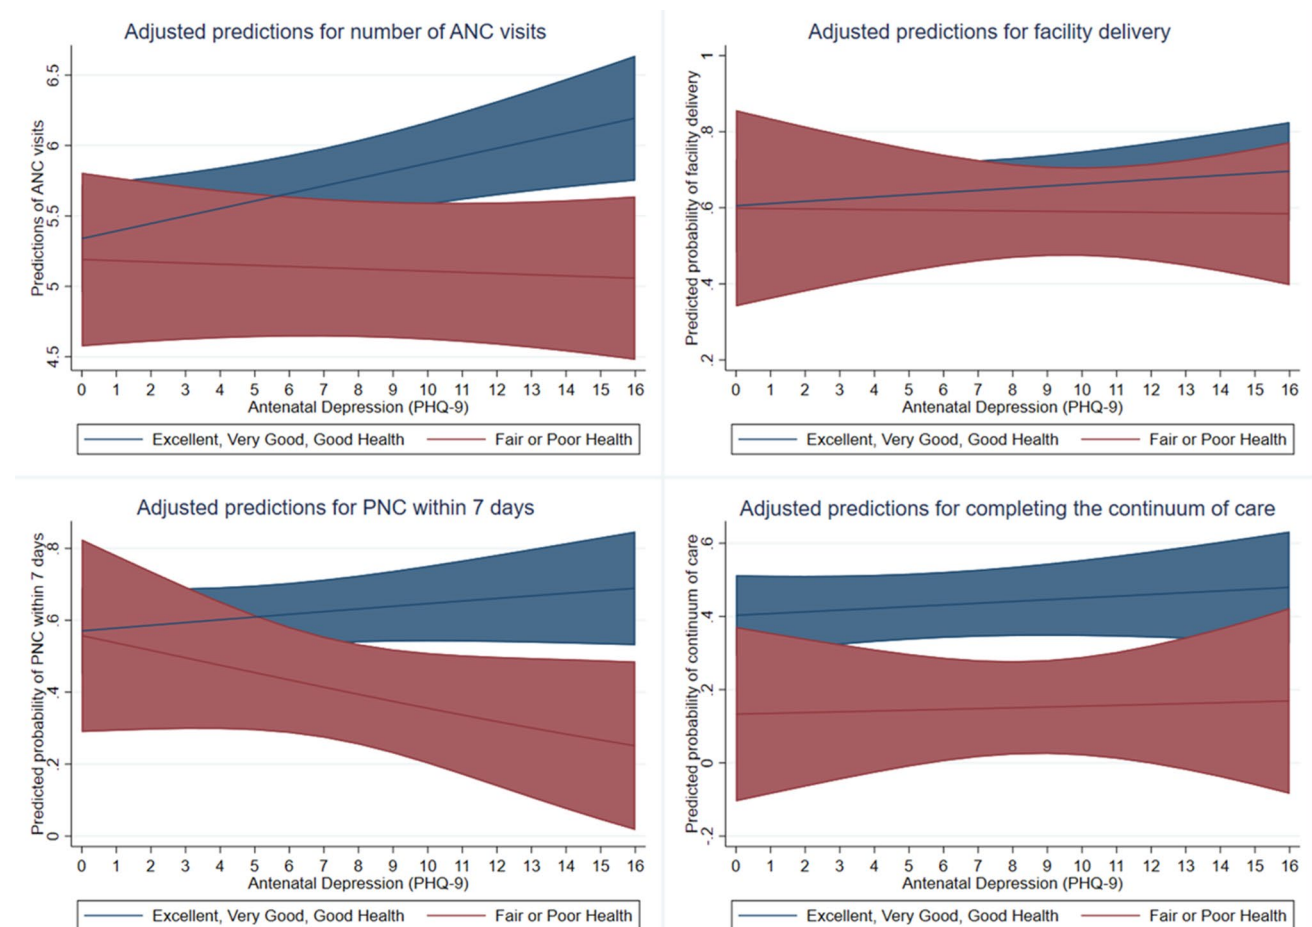 Adjusted predictions for number of ANC visits
Predictions of ANC visits
6.5
6
5.5
5
4.5
0 1 2 3 4 5 6 7 8 9 10 11 12 13 14 15 16
Antenatal Depression (PHQ-9)
Excellent, Very Good, Good Health Fair or Poor Health
Adjusted predictions for facility delivery
Predicted probability of facility delivery
1
.8
.6
.4
.2
0 1 2 3 4 5 6 7 8 9 10 11 12 13 14 15 16
Antenatal Depression (PHQ-9)
Excellent, Very Good, Good Health Fair or Poor Health
Adjusted predictions for PNC within 7 days
Predicted probability of PNC within 7 days
.8
.6
.4
.2
0
0 1 2 3 4 5 6 7 8 9 10 11 12 13 14 15 16
Antenatal Depression (PHQ-9)
Excellent, Very Good, Good Health Fair or Poor Health
Adjusted predictions for completing the continuum of care
Predicted probability of continuum of care
.6
.4
.2
0
-.2
0 1 2 3 4 5 6 7 8 9 10 11 12 13 14 15 16
Antenatal Depression (PHQ-9)
Excellent, Very Good, Good Health Fair or Poor Health